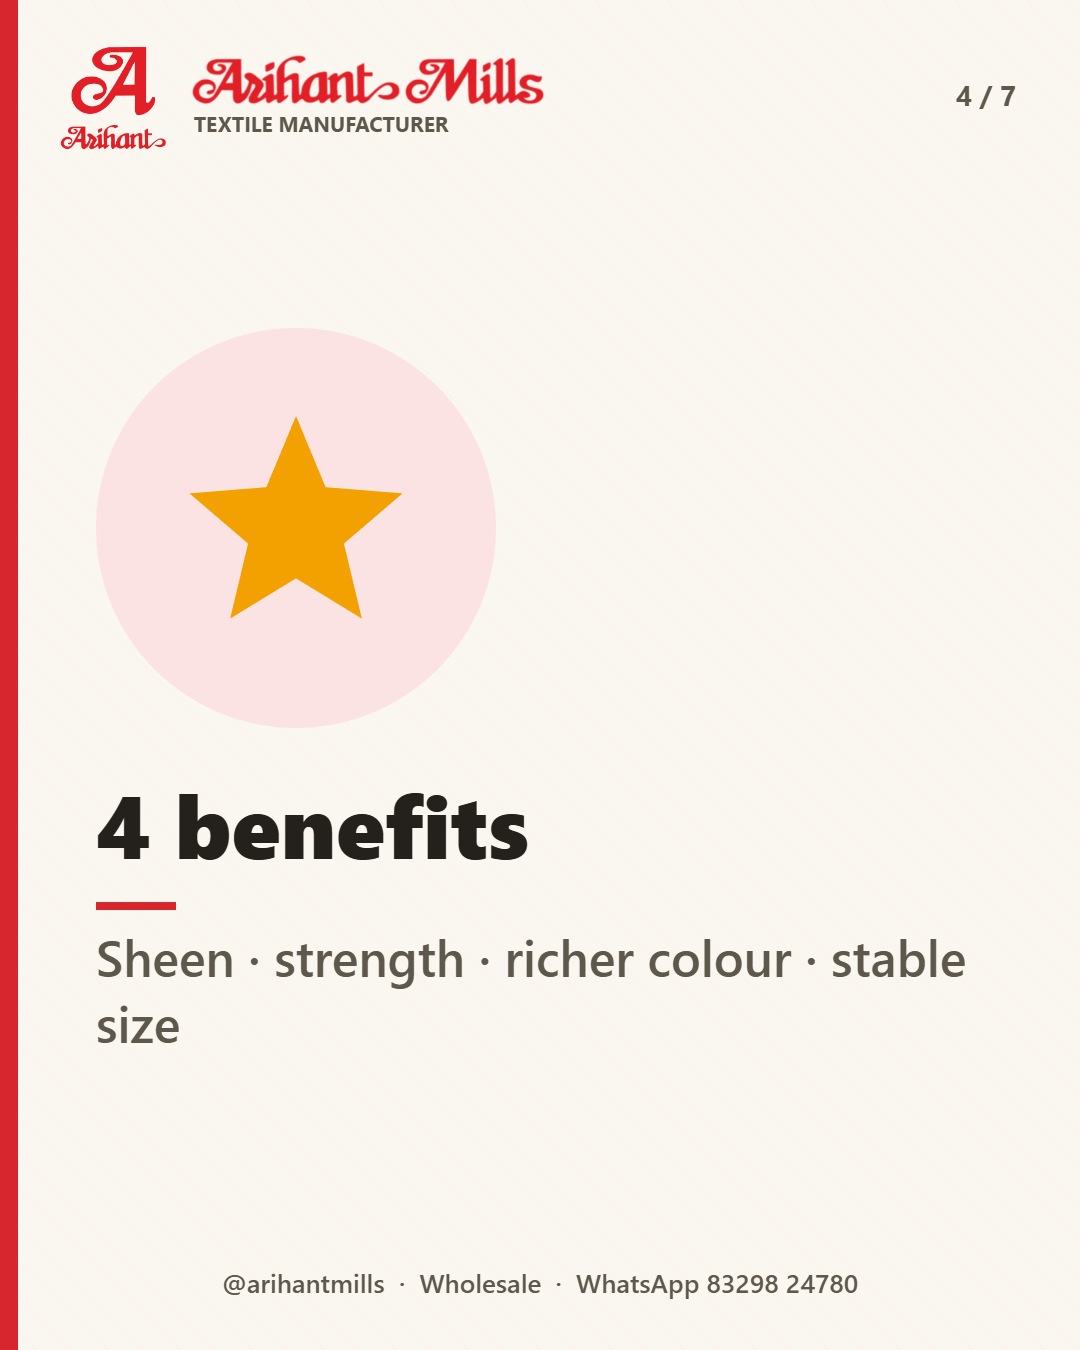 A
Arihant
Arihant Mills
TEXTILE MANUFACTURER
4 / 7
4 benefits
Sheen · strength · richer colour · stable
size
@arihantmills · Wholesale · WhatsApp 83298 24780